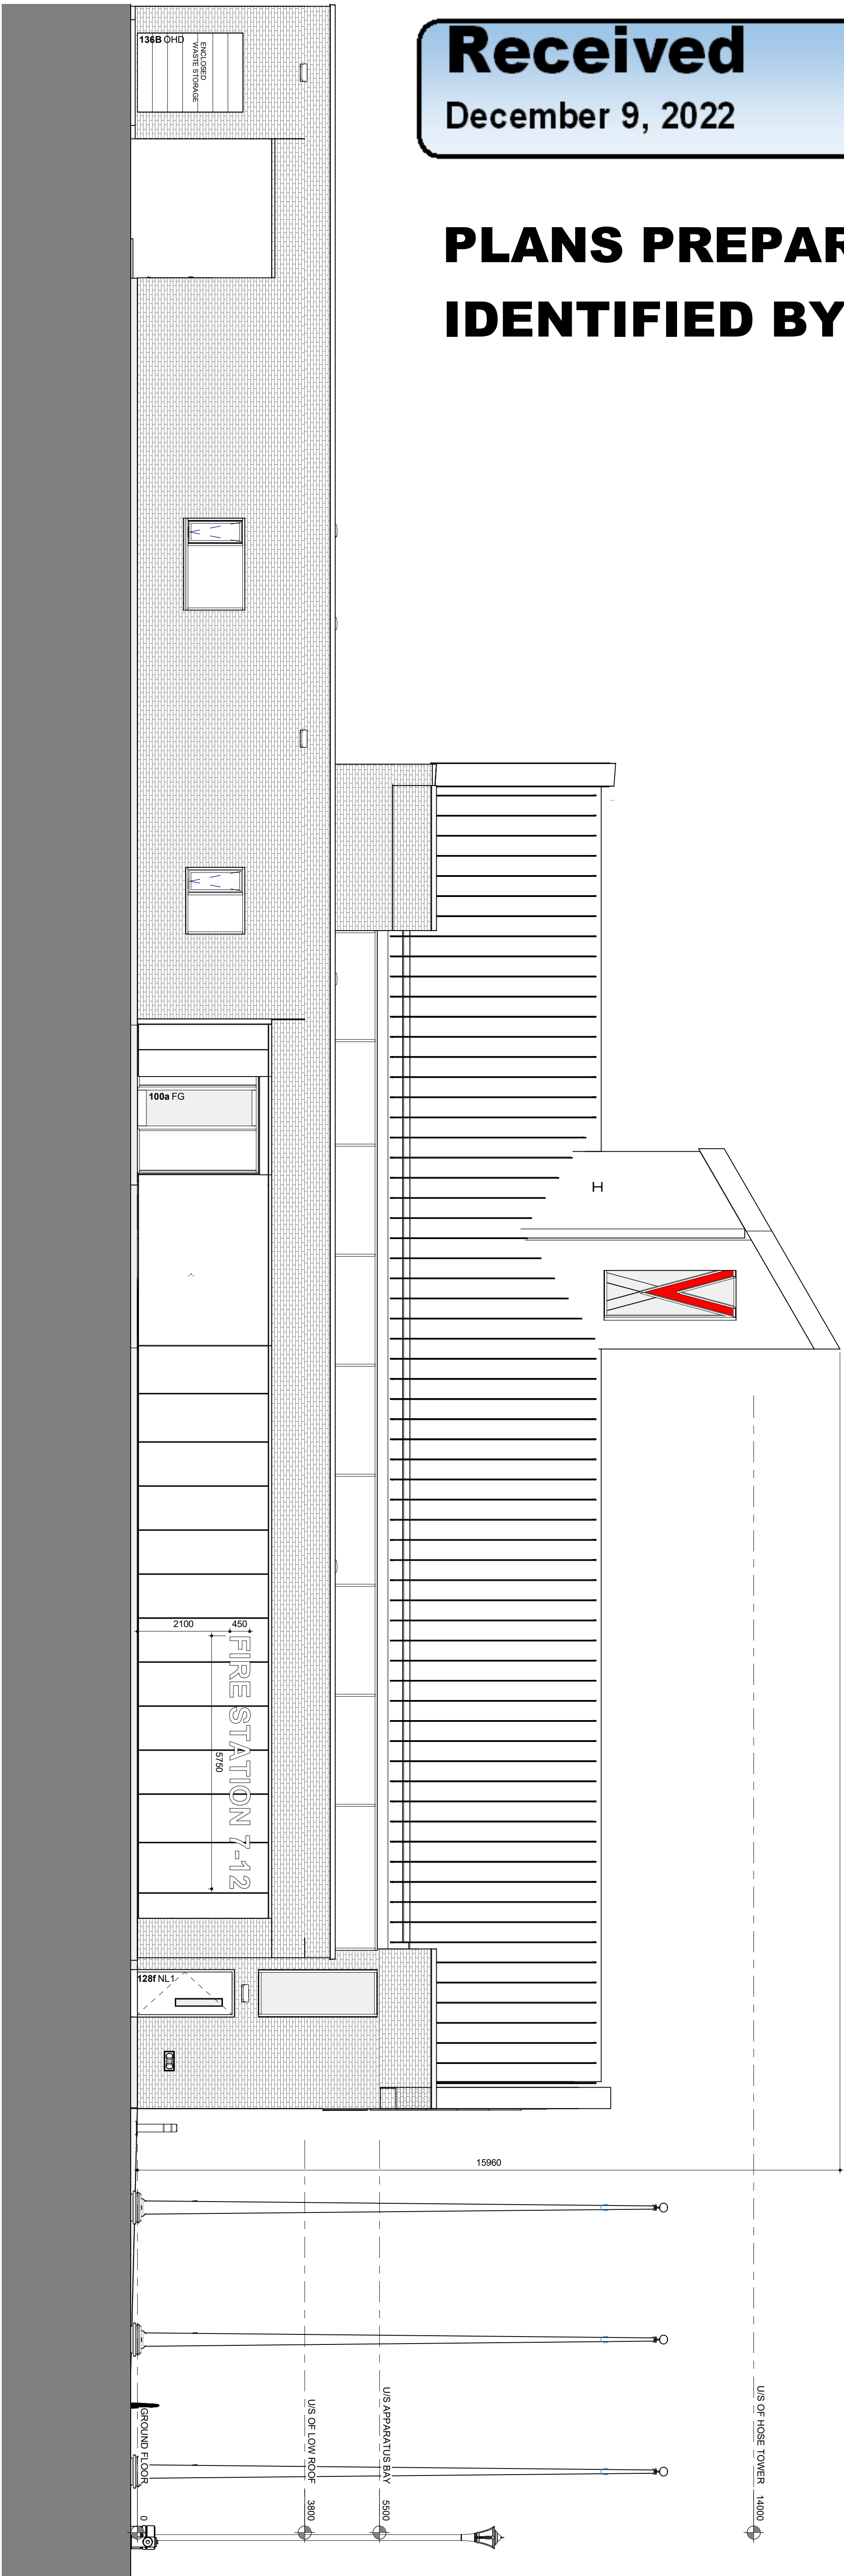 Received
December 9, 2022
PLANS PREPAR
IDENTIFIED BY
136B OHD
ENCLOSED
WASTE STORAGE
100a FG
H
2100
450
FIRE STATION 7-12
5750
128f NL1
15960
GROUND FLOOR
0
U/S OF LOW ROOF
3800
U/S APPARATUS BAY
5500
U/S OF HOSE TOWER
14000